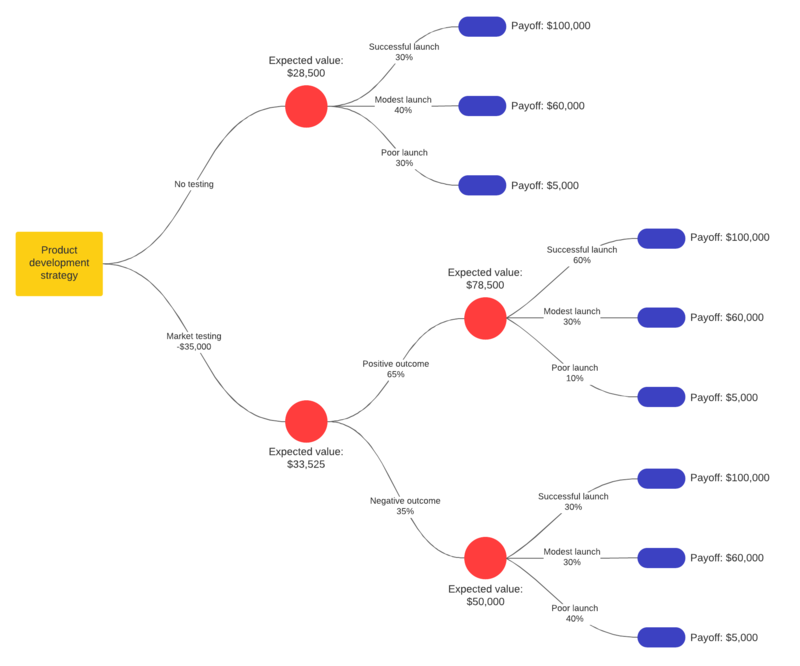 Payoff: $100,000
Successful launch
30%
Expected value:
$28,500
Modest launch
40%
Payoff: $60,000
Poor launch
30%
Payoff: $5,000
No testing
Product
development
strategy
Market testing
-$35,000
Payoff: $100,000
Successful launch
60%
Expected value:
$78,500
Modest launch
30%
Payoff: $60,000
Positive outcome
65%
Poor launch
10%
Payoff: $5,000
Expected value:
$33,525
Negative outcome
35%
Payoff: $100,000
Successful launch
30%
Modest launch
30%
Payoff: $60,000
Expected value:
$50,000
Poor launch
40%
Payoff: $5,000